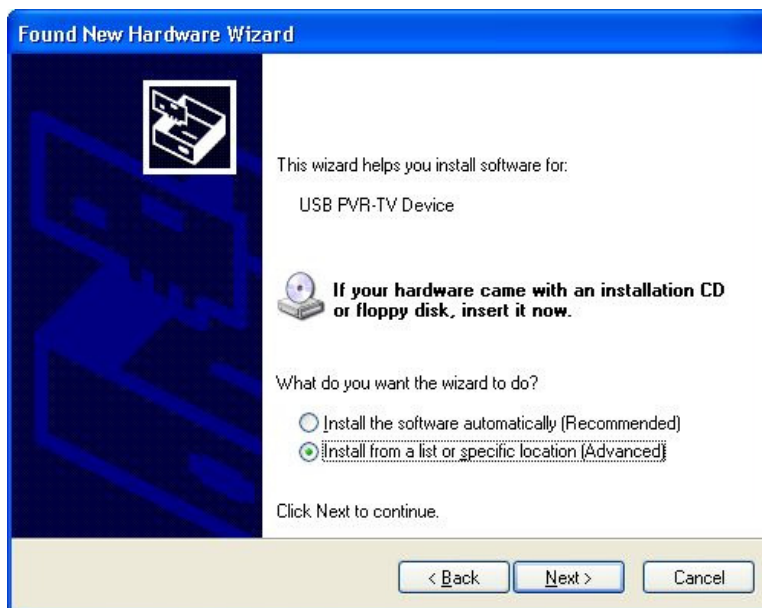 Found New Hardware Wizard
This wizard helps you install software for:
USB PVR-TV Device
If your hardware came with an installation CD
or floppy disk, insert it now.
What do you want the wizard to do?
Install the software automatically (Recommended)
Install from a list or specific location (Advanced)
Click Next to continue.
< Back
Next >
Cancel